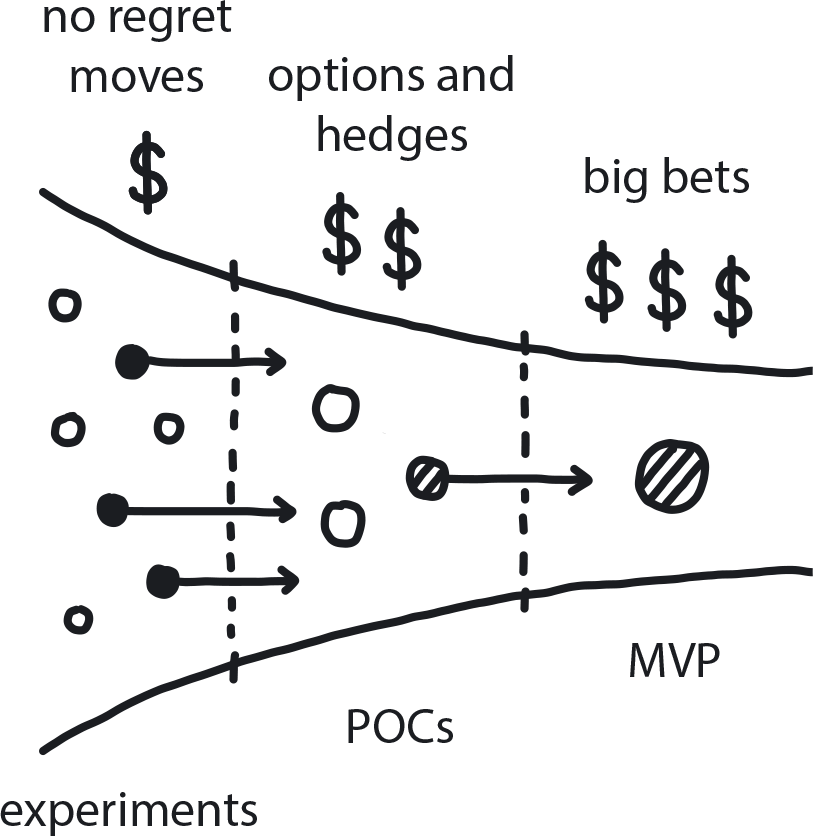 no regret
moves
options and
hedges
big bets
$
$ $
$ $ $
MVP
POCs
experiments